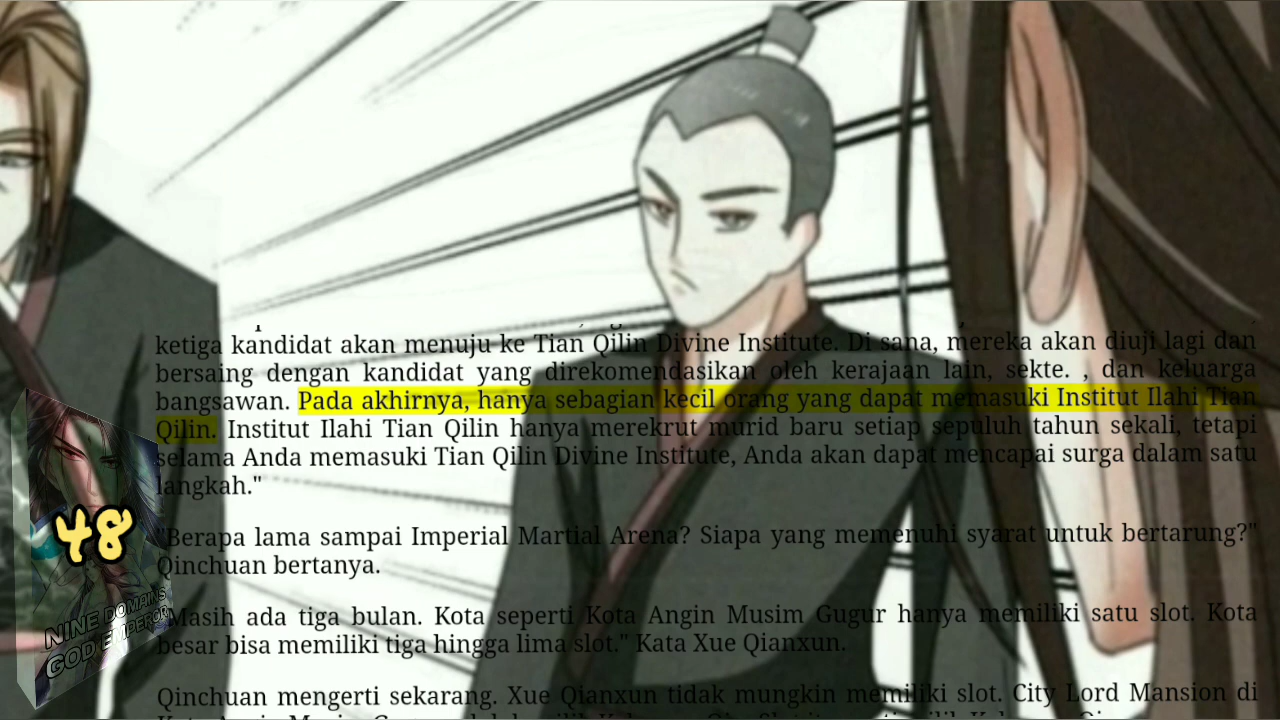 ketiga kandidat akan menuju ke Tian Qilin Divine Institute. Di sana, mereka akan diuji lagi dan
bersaing dengan kandidat yang direkomendasikan oleh kerajaan lain, sekte. , dan keluarga
bangsawan. Pada akhirnya, hanya sebagian kecil orang yang dapat memasuki Institut Ilahi Tian
Qilin. Institut Ilahi Tian Qilin hanya merekrut murid baru setiap sepuluh tahun sekali, tetapi
selama Anda memasuki Tian Qilin Divine Institute, Anda akan dapat mencapai surga dalam satu
langkah."
"Berapa lama sampai Imperial Martial Arena? Siapa yang memenuhi syarat untuk bertarung?"
Qinchuan bertanya.
"Masih ada tiga bulan. Kota seperti Kota Angin Musim Gugur hanya memiliki satu slot. Kota
besar bisa memiliki tiga hingga lima slot." Kata Xue Qianxun.
Qinchuan mengerti sekarang. Xue Qianxun tidak mungkin memiliki slot. City Lord Mansion di
48
NINE DOMAINS
GOD EMPEROR